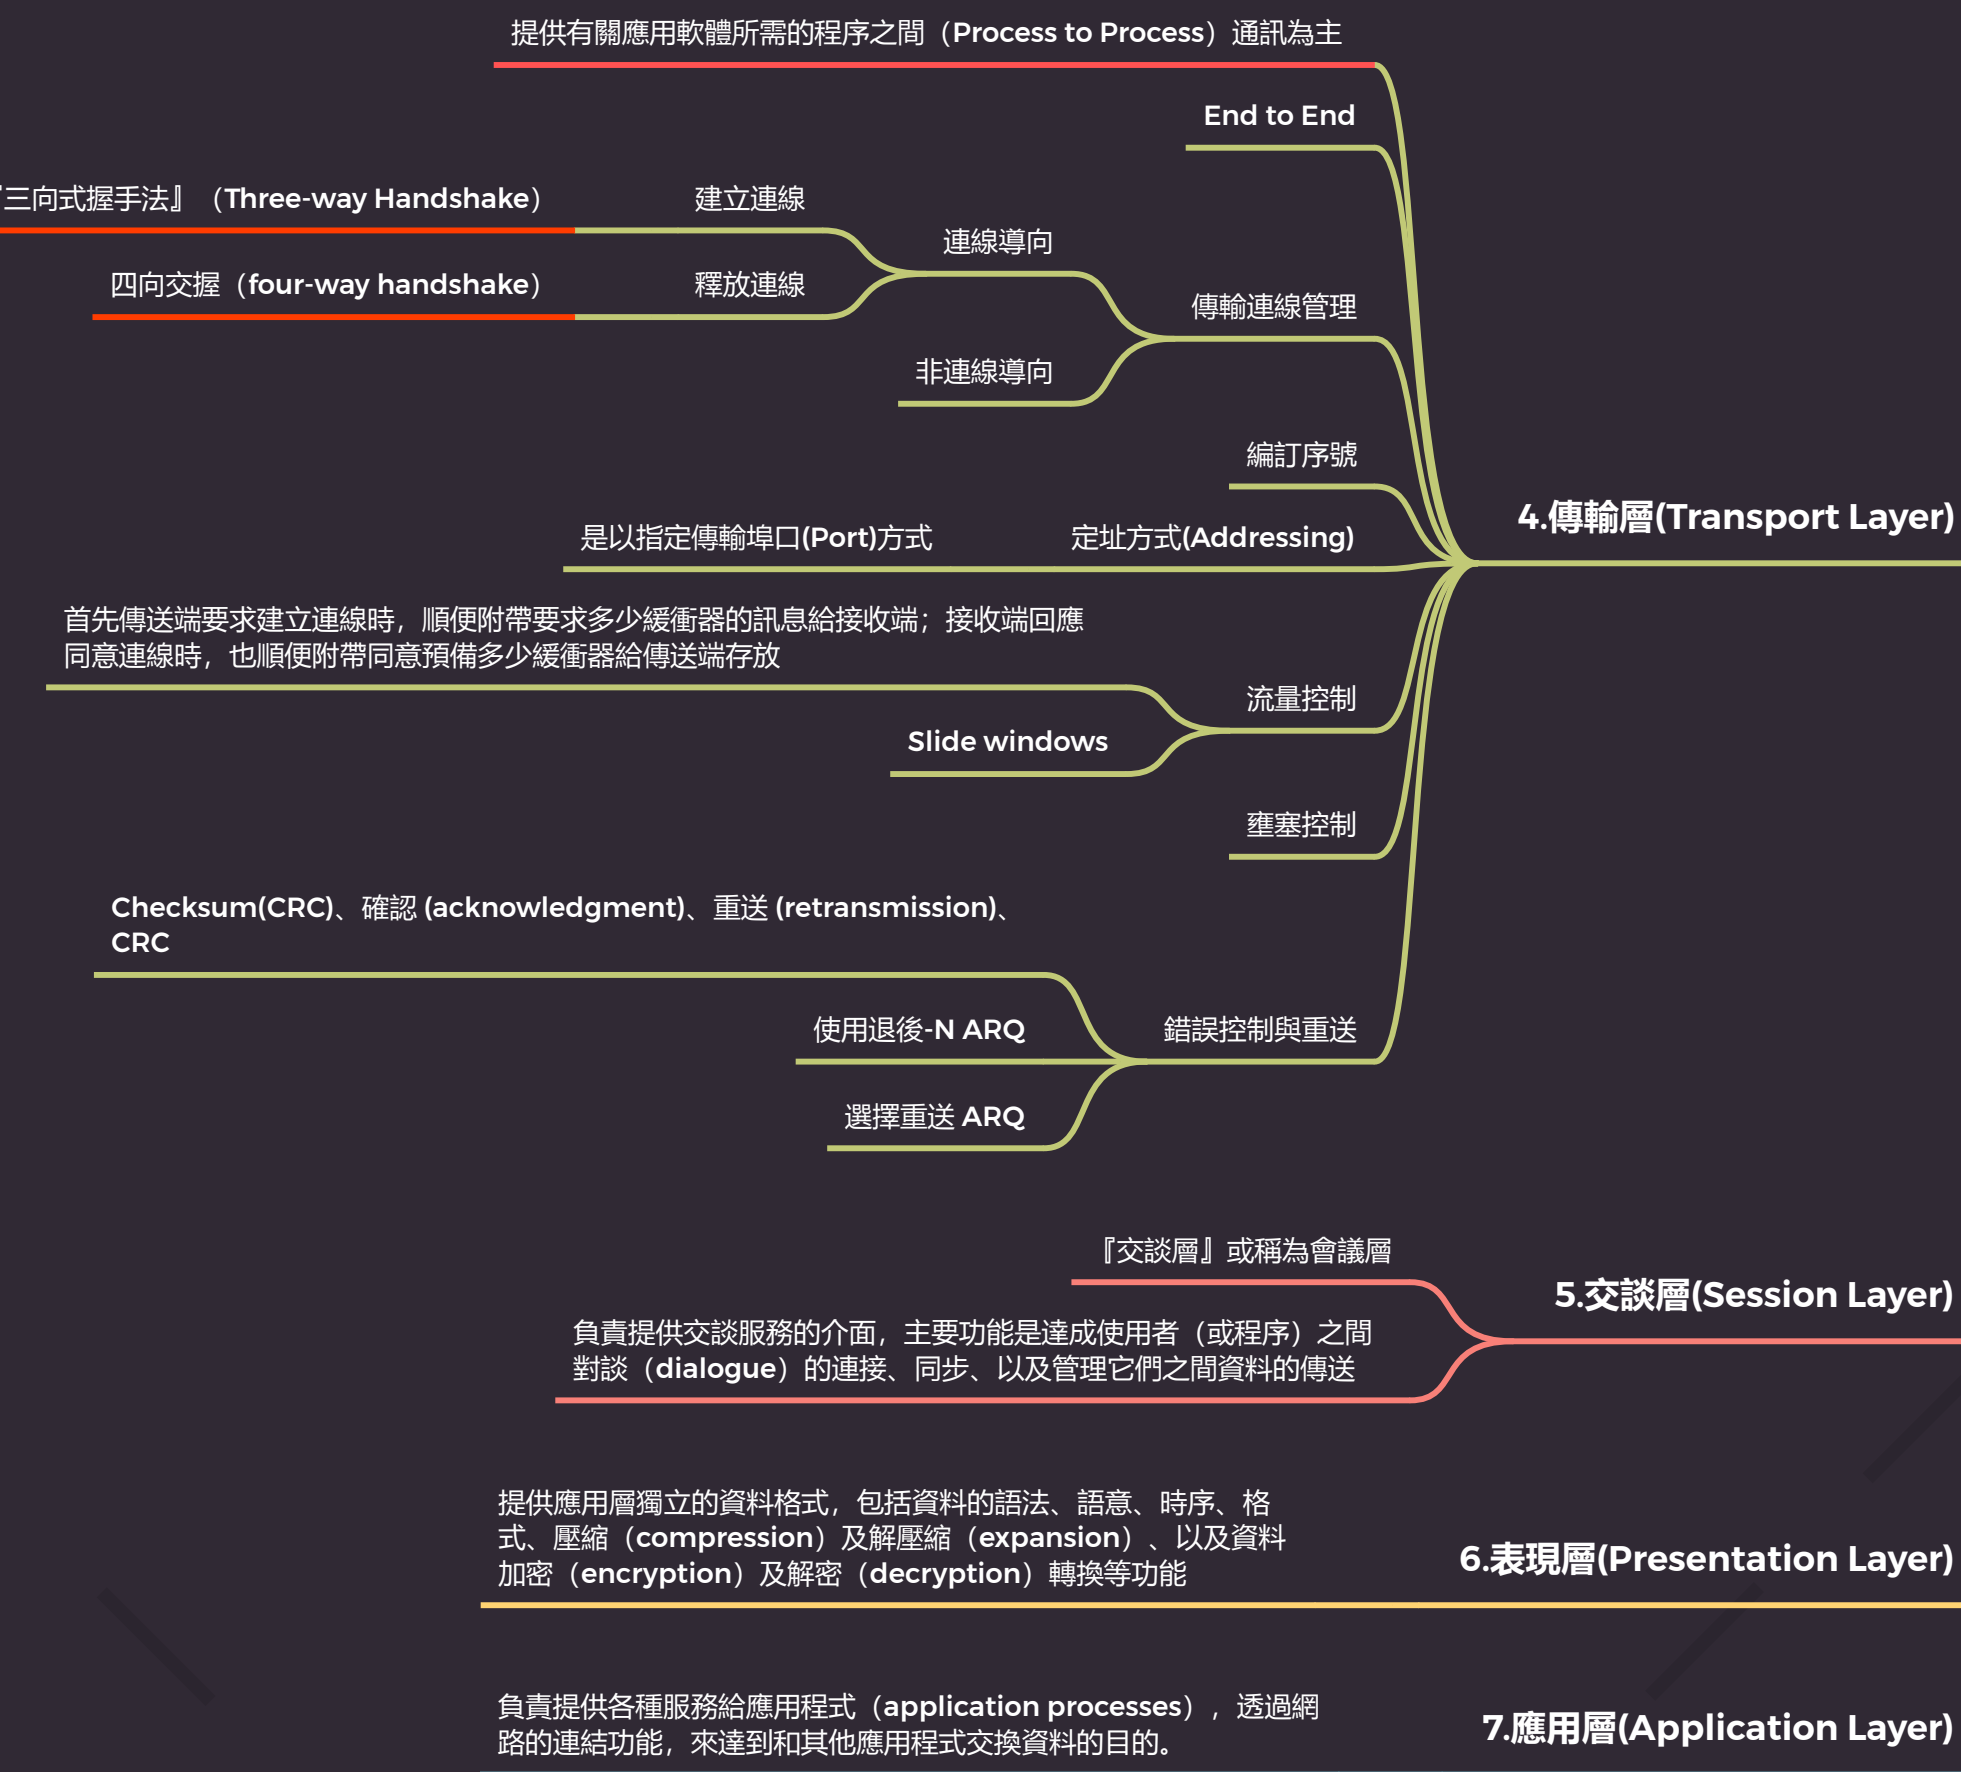 提供有關應用軟體所需的程序之間（Process to Process）通訊為主
End to End
『三向式握手法』（Three-way Handshake）
建立連線
連線導向
四向交握（four-way handshake）
釋放連線
傳輸連線管理
非連線導向
編訂序號
4.傳輸層(Transport Layer)
是以指定傳輸埠口(Port)方式
定址方式(Addressing)
首先傳送端要求建立連線時，順便附帶要求多少緩衝器的訊息給接收端；接收端回應
同意連線時，也順便附帶同意預備多少緩衝器給傳送端存放
流量控制
Slide windows
壅塞控制
Checksum(CRC)、確認 (acknowledgment)、重送 (retransmission)、
CRC
使用退後-N ARQ
錯誤控制與重送
選擇重送 ARQ
『交談層』或稱為會議層
5.交談層(Session Layer)
負責提供交談服務的介面，主要功能是達成使用者（或程序）之間
對談（dialogue）的連接、同步、以及管理它們之間資料的傳送
提供應用層獨立的資料格式，包括資料的語法、語意、時序、格
式、壓縮（compression）及解壓縮（expansion）、以及資料
加密（encryption）及解密（decryption）轉換等功能
6.表現層(Presentation Layer)
負責提供各種服務給應用程式（application processes），透過網
路的連結功能，來達到和其他應用程式交換資料的目的。
7.應用層(Application Layer)